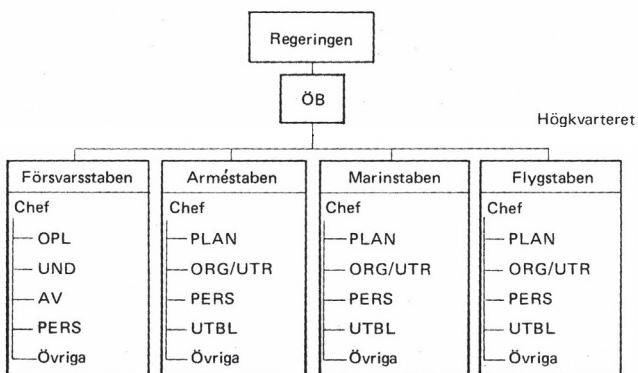 Regeringen
ÖB
Högkvarteret
Försvarsstaben
Chef
OPL
UND
AV
PERS
Övriga
Arméstaben
Chef
PLAN
ORG/UTR
PERS
UTBL
Övriga
Marinstaben
Chef
PLAN
ORG/UTR
PERS
UTBL
Övriga
Flygstaben
Chef
PLAN
ORG/UTR
PERS
UTBL
Övriga